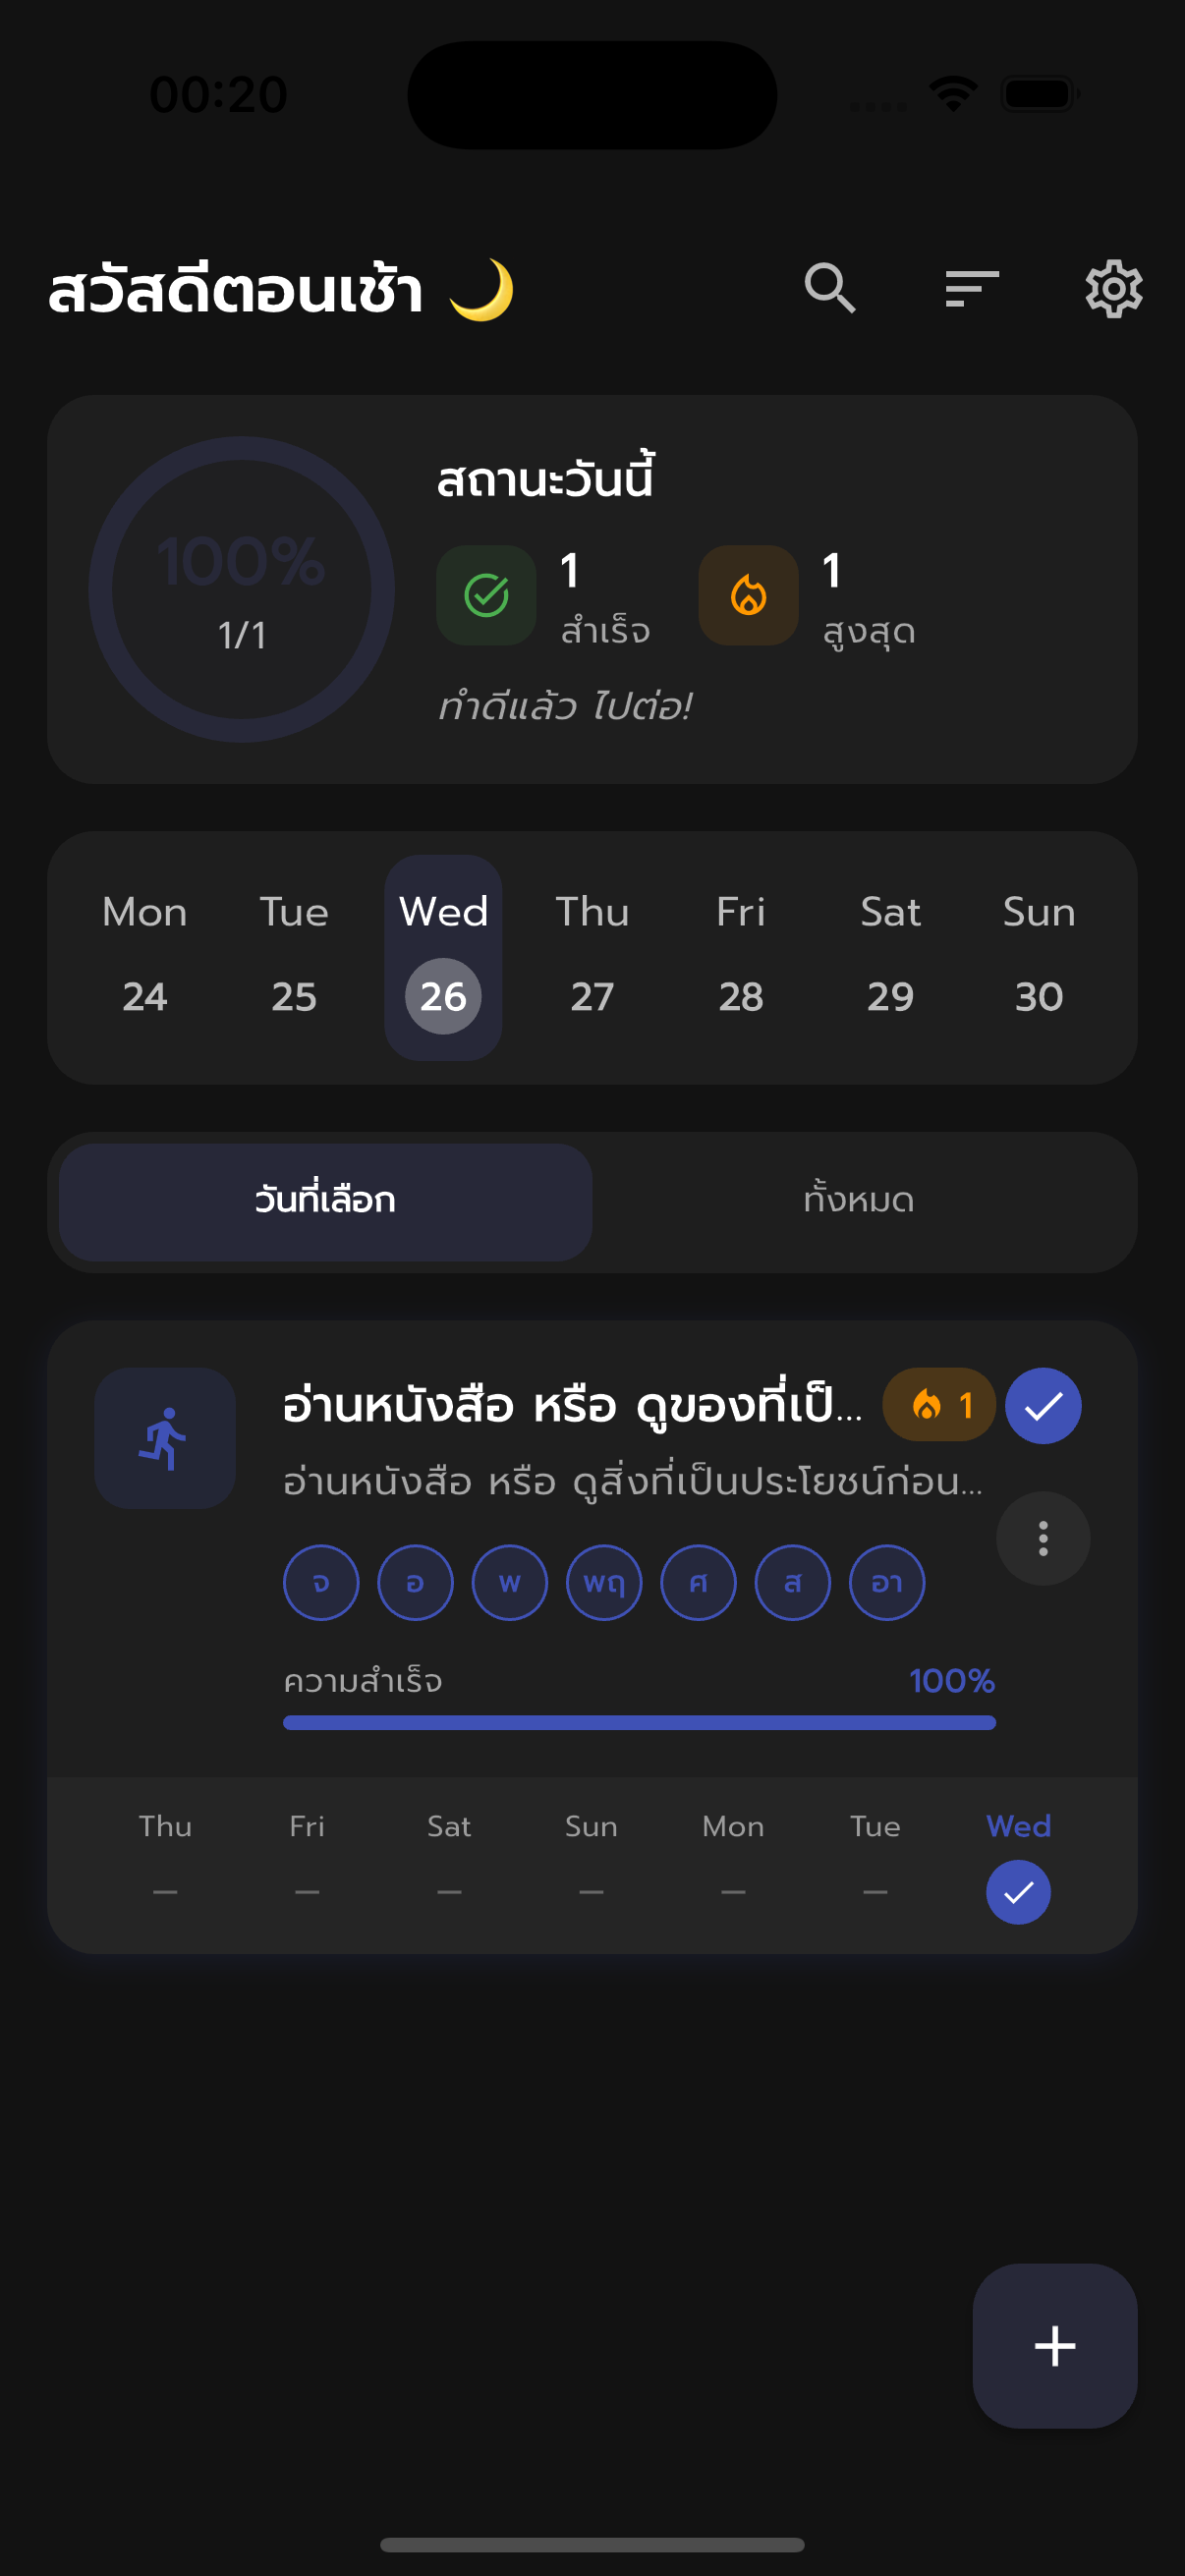 00:20
สวัสดีตอนเช้า 🌙
100%
1/1
สถานะวันนี้
1 1
สำเร็จ สูงสุด
ทำดีแล้ว ไปต่อ!
Mon Tue Wed Thu Fri Sat Sun
24 25 26 27 28 29 30
วันที่เลือก ทั้งหมด
อ่านหนังสือ หรือ ดูของที่เป็... 1
อ่านหนังสือ หรือ ดูสิ่งที่เป็นประโยชน์ก่อน...
จ อ พ พฤ ศ ส อา
ความสำเร็จ 100%
Thu Fri Sat Sun Mon Tue Wed